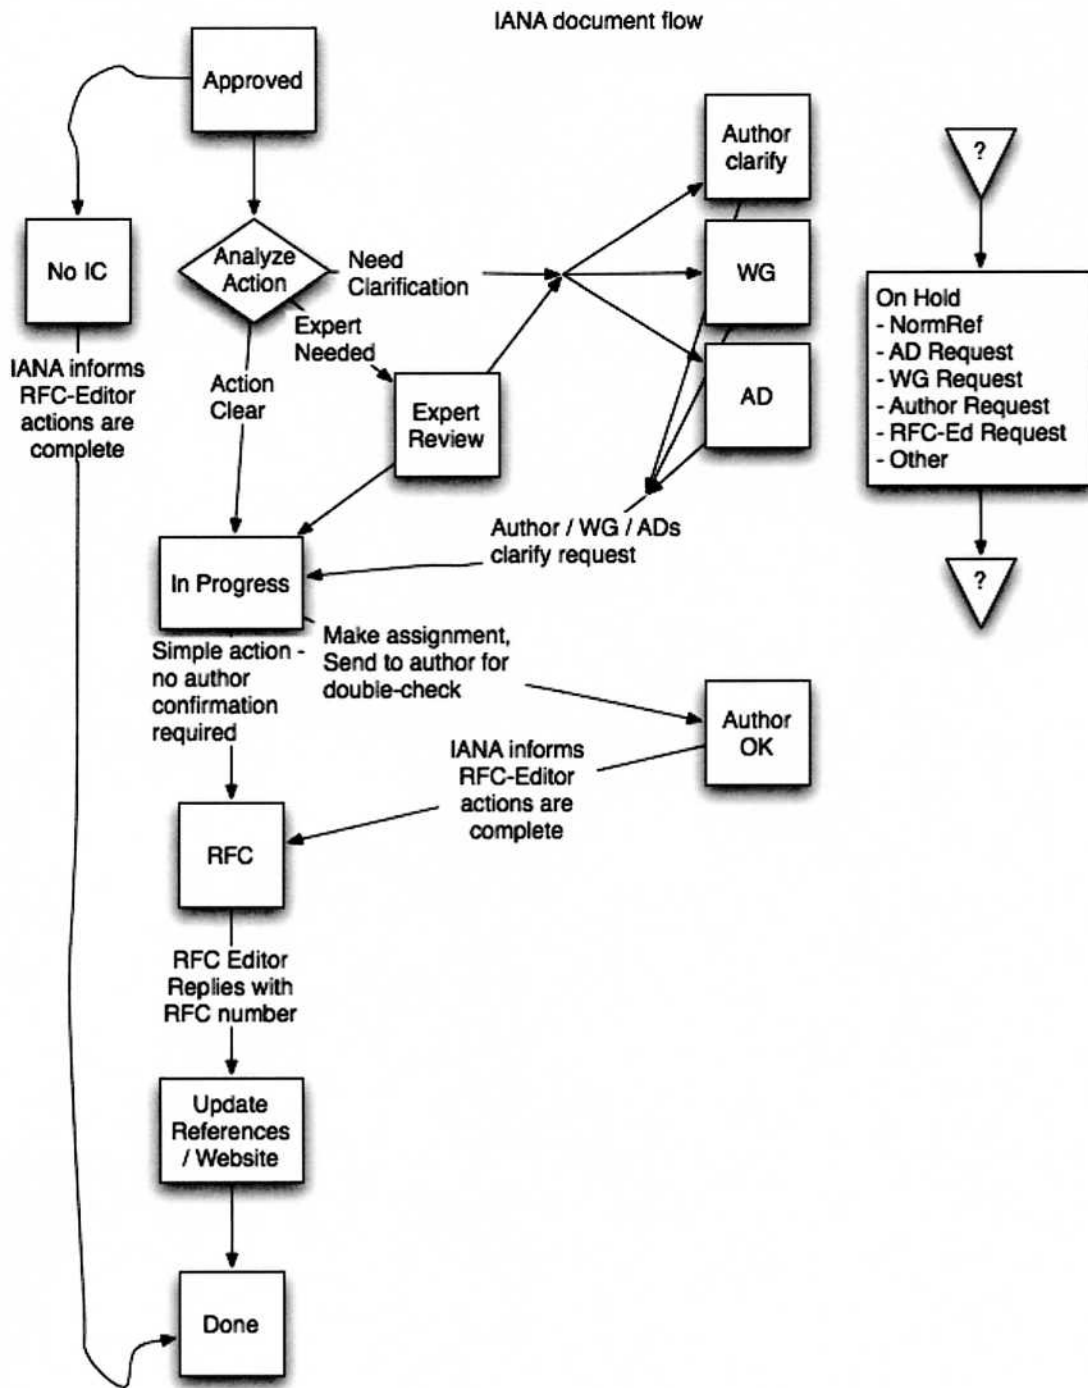 IANA document flow
Approved
Author
clarify
?
No IC
Analyze
Action
Need
Clarification
WG
On Hold
- NormRef
- AD Request
- WG Request
- Author Request
- RFC-Ed Request
- Other
Expert
Needed
IANA informs
RFC-Editor
actions are
complete
Action
Clear
Expert
Review
AD
Author / WG / ADs
clarify request
In Progress
?
Simple action -
no author
confirmation
required
Make assignment,
Send to author for
double-check
Author
OK
IANA informs
RFC-Editor
actions are
complete
RFC
RFC Editor
Replies with
RFC number
Update
References
/ Website
Done